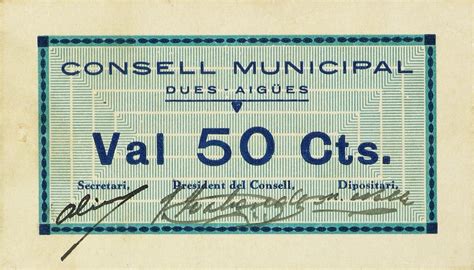 CONSELL MUNICIPAL
DUES-AIGÜES
Val 50 Cts.
Secretari, President del Consell, Dipositari,